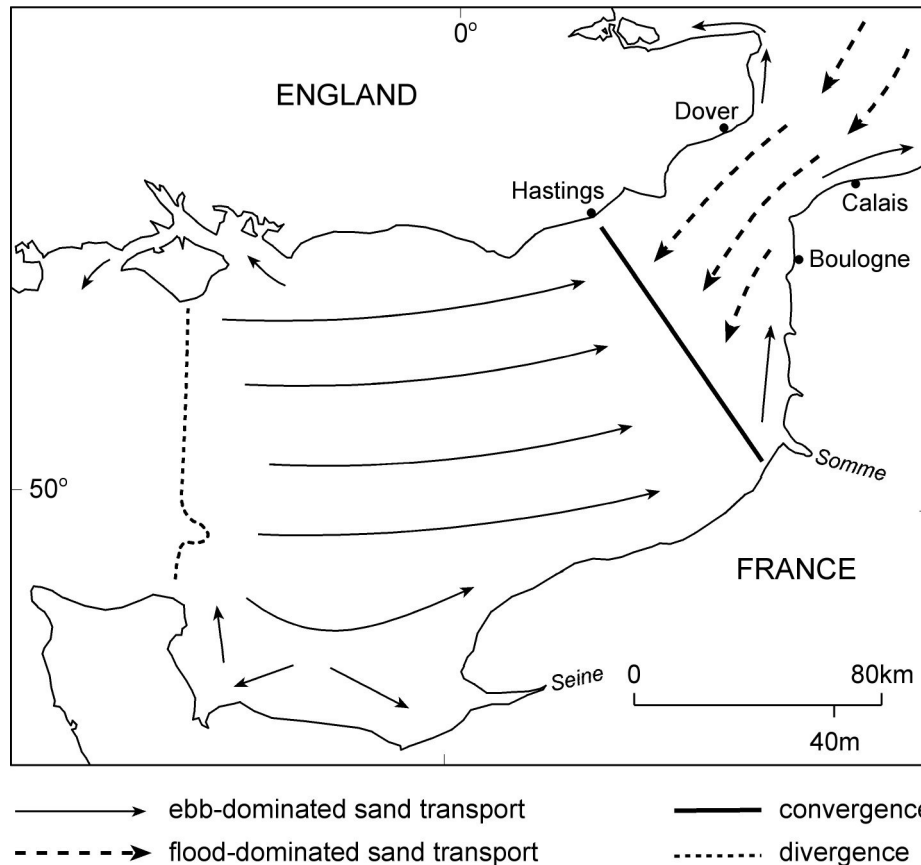 0°
ENGLAND
Dover
Hastings
Calais
Boulogne
Somme
50°
FRANCE
Seine
0 80km
40m
ebb-dominated sand transport
convergence
flood-dominated sand transport
divergence